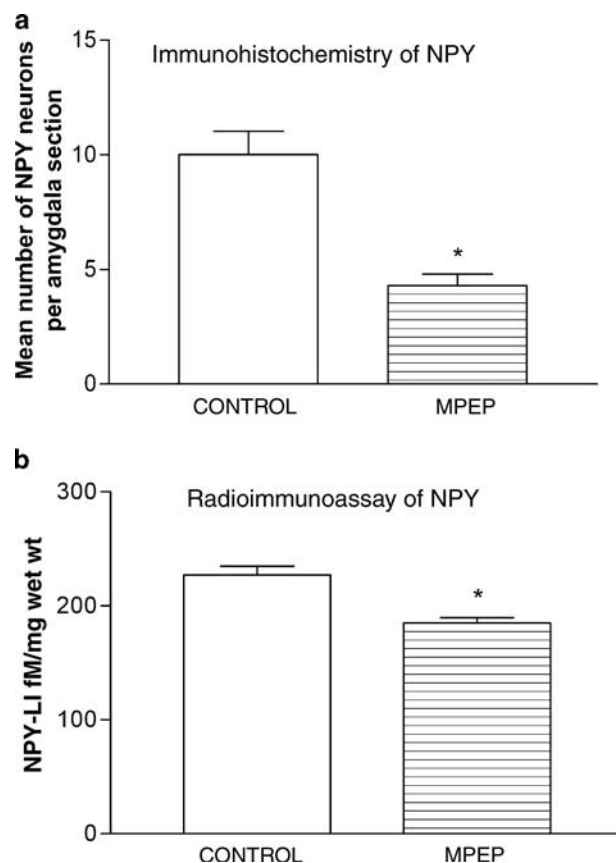 a
Immunohistochemistry of NPY
Mean number of NPY neurons
per amygdala section
15
10
5
0
*
CONTROL MPEP
b
Radioimmunoassay of NPY
NPY-LI fM/mg wet wt
300
200
100
0
*
CONTROL MPEP